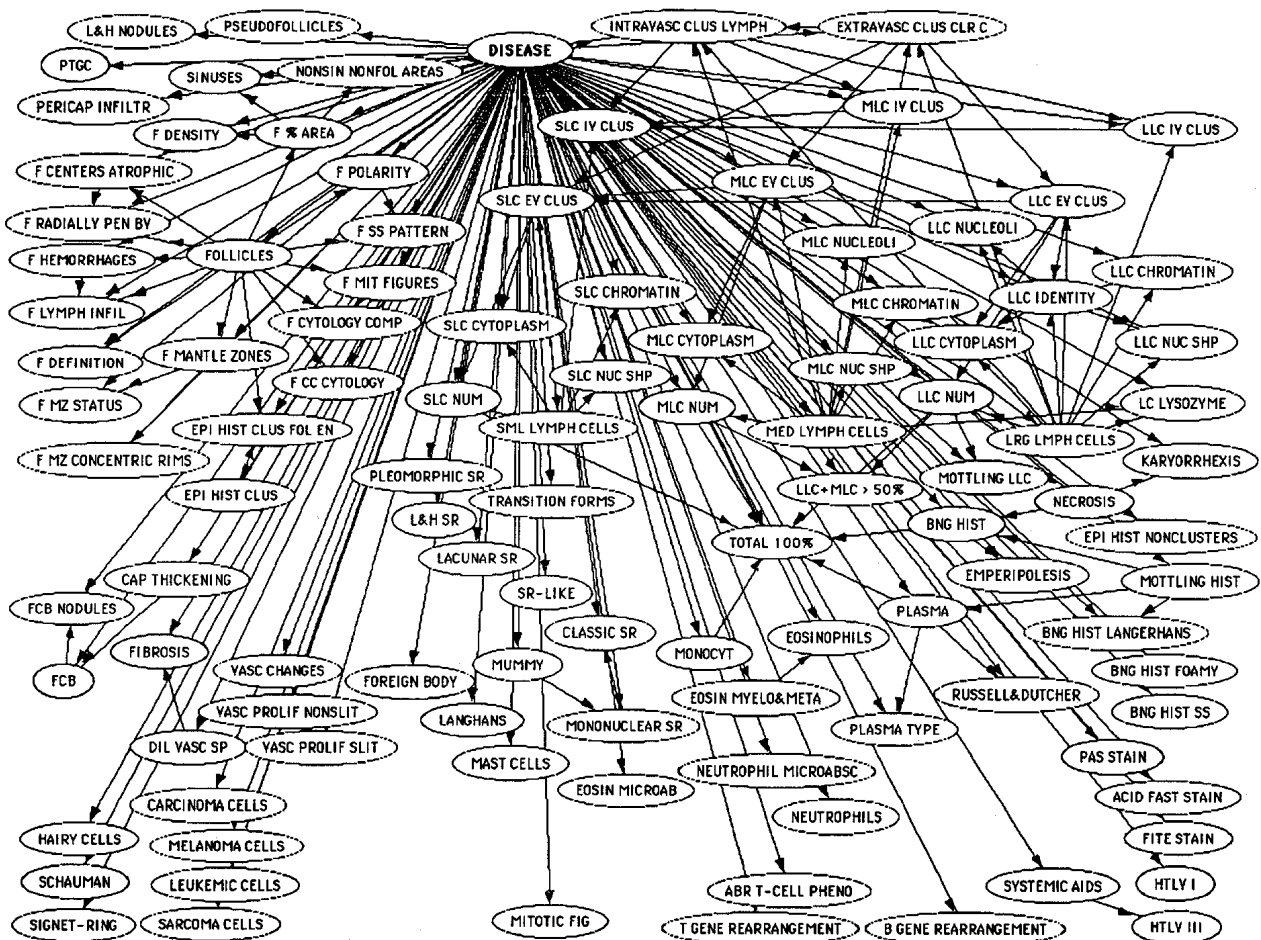 L&H NODULES
PSEUDOFOLLICLES
INTRAVASC CLUS LYMPH
EXTRAVASC CLUS CLR C
DISEASE
PTGC
SINUSES
NONSIN NONFOL AREAS
PERICAP INFILTR
MLC IV CLUS
F DENSITY
F % AREA
SLC IV CLUS
LLC IV CLUS
F CENTERS ATROPHIC
F POLARITY
MLC EV CLUS
SLC EV CLUS
LLC EV CLUS
F RADIALLY PEN BY
F SS PATTERN
LLC NUCLEOLI
MLC NUCLEOLI
F HEMORRHAGES
FOLLICLES
LLC CHROMATIN
F MIT FIGURES
SLC CHROMATIN
LLC IDENTITY
MLC CHROMATIN
F LYMPH INFIL
F CYTOLOGY COMP
SLC CYTOPLASM
MLC CYTOPLASM
LLC CYTOPLASM
LLC NUC SHP
F DEFINITION
F MANTLE ZONES
MLC NUC SHP
SLC NUC SHP
F CC CYTOLOGY
F MZ STATUS
SLC NUM
MLC NUM
LLC NUM
LC LYSOZYME
EPI HIST CLUS FOL EN
SML LYMPH CELLS
MED LYMPH CELLS
LRG LMPH CELLS
F MZ CONCENTRIC RIMS
KARYORRHEXIS
PLEOMORPHIC SR
MOTTLING LLC
EPI HIST CLUS
TRANSITION FORMS
LLC+MLC > 50%
NECROSIS
L&H SR
BNG HIST
EPI HIST NONCLUSTERS
TOTAL 100%
LACUNAR SR
CAP THICKENING
EMPERIPOLESIS
MOTTLING HIST
SR-LIKE
FCB NODULES
PLASMA
CLASSIC SR
EOSINOPHILS
BNG HIST LANGERHANS
FIBROSIS
MONOCYT
MUMMY
VASC CHANGES
BNG HIST FOAMY
FCB
FOREIGN BODY
EOSIN MYELO&META
RUSSELL&DUTCHER
VASC PROLIF NONSLIT
BNG HIST SS
LANGHANS
MONONUCLEAR SR
PLASMA TYPE
DIL VASC SP
VASC PROLIF SLIT
PAS STAIN
MAST CELLS
NEUTROPHIL MICROABSC
EOSIN MICROAB
ACID FAST STAIN
CARCINOMA CELLS
NEUTROPHILS
HAIRY CELLS
FITE STAIN
MELANOMA CELLS
SCHAUMAN
LEUKEMIC CELLS
ABR T-CELL PHENO
SYSTEMIC AIDS
HTLY I
SIGNET-RING
SARCOMA CELLS
MITOTIC FIG
T GENE REARRANGEMENT
B GENE REARRANGEMENT
HTLY III